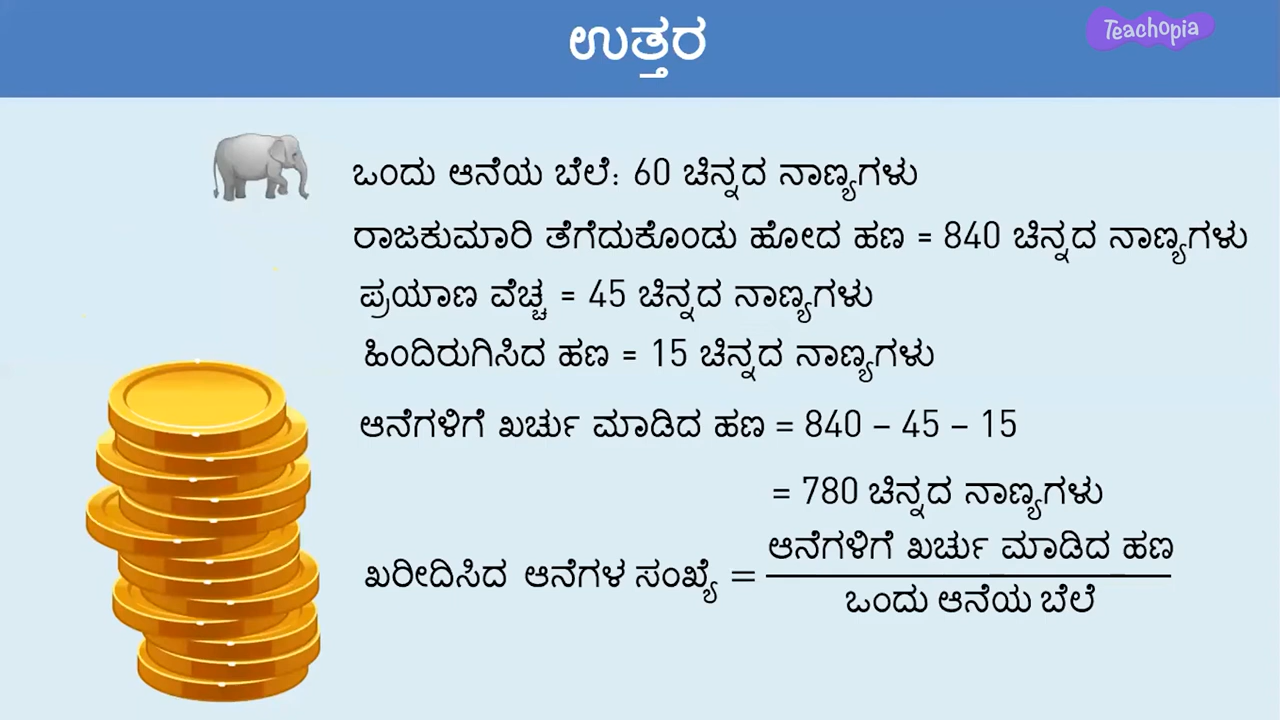 ಉತ್ತರ
Teachopia
ಒಂದು ಆನೆಯ ಬೆಲೆ: 60 ಚಿನ್ನದ ನಾಣ್ಯಗಳು
ರಾಜಕುಮಾರಿ ತೆಗೆದುಕೊಂಡು ಹೋದ ಹಣ = 840 ಚಿನ್ನದ ನಾಣ್ಯಗಳು
ಪ್ರಯಾಣ ವೆಚ್ಚ = 45 ಚಿನ್ನದ ನಾಣ್ಯಗಳು
ಹಿಂದಿರುಗಿಸಿದ ಹಣ = 15 ಚಿನ್ನದ ನಾಣ್ಯಗಳು
ಆನೆಗಳಿಗೆ ಖರ್ಚು ಮಾಡಿದ ಹಣ = 840 – 45 – 15
= 780 ಚಿನ್ನದ ನಾಣ್ಯಗಳು
ಆನೆಗಳಿಗೆ ಖರ್ಚು ಮಾಡಿದ ಹಣ
ಖರೀದಿಸಿದ ಆನೆಗಳ ಸಂಖ್ಯೆ =
ಒಂದು ಆನೆಯ ಬೆಲೆ